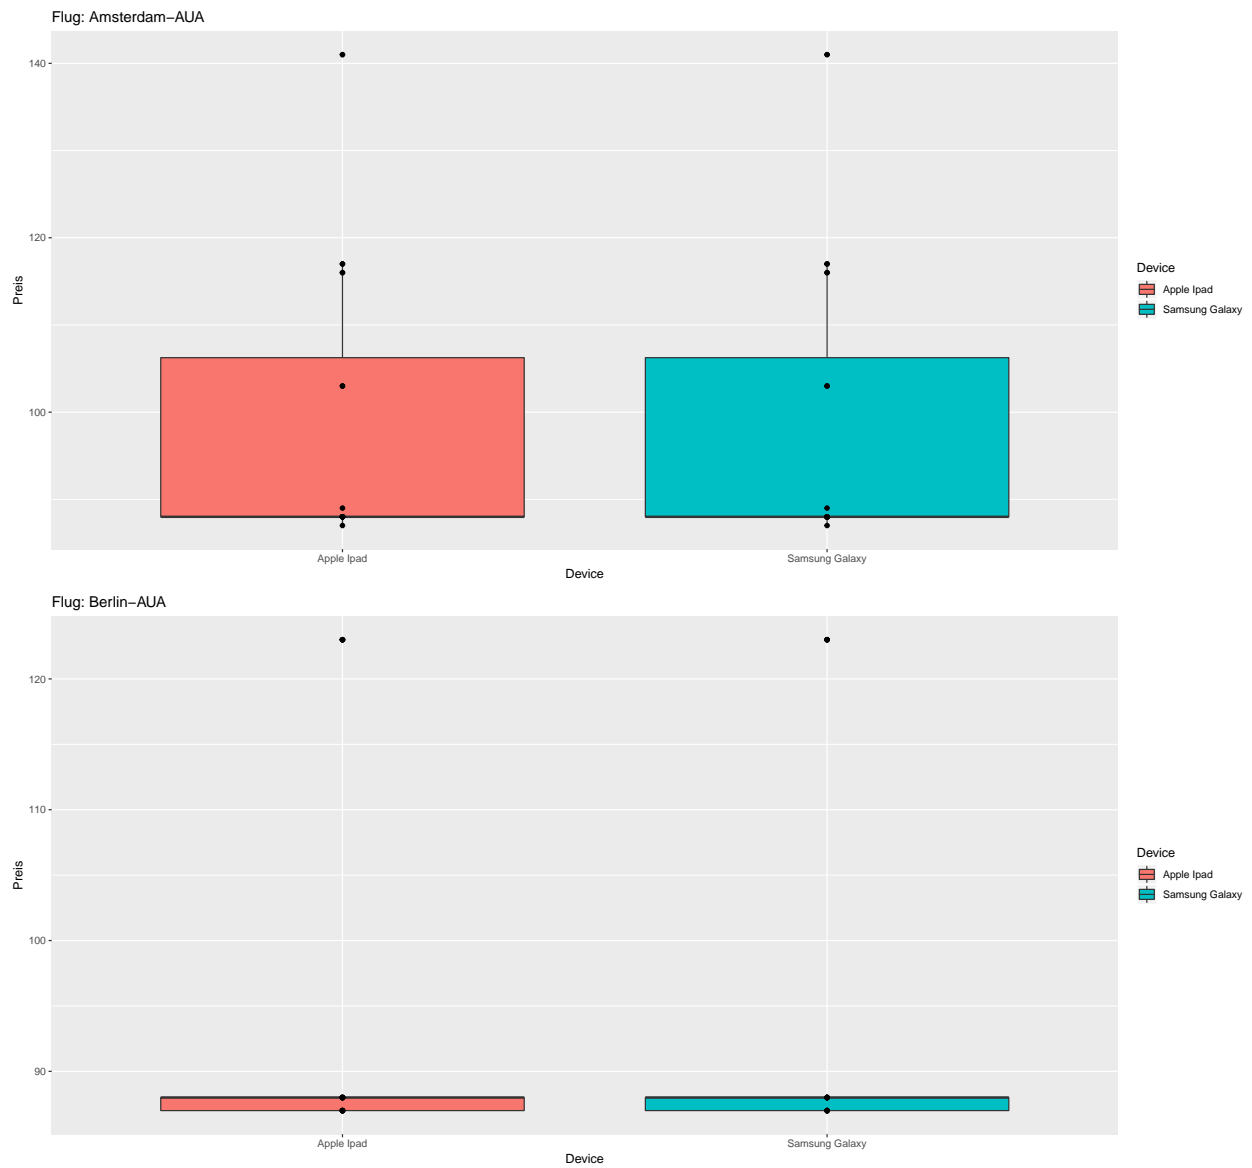 Flug: Amsterdam−AUA
140
120
100
Preis
Apple Ipad
Samsung Galaxy
Device
Device
Apple Ipad
Samsung Galaxy
Flug: Berlin−AUA
120
110
100
90
Preis
Apple Ipad
Samsung Galaxy
Device
Device
Apple Ipad
Samsung Galaxy